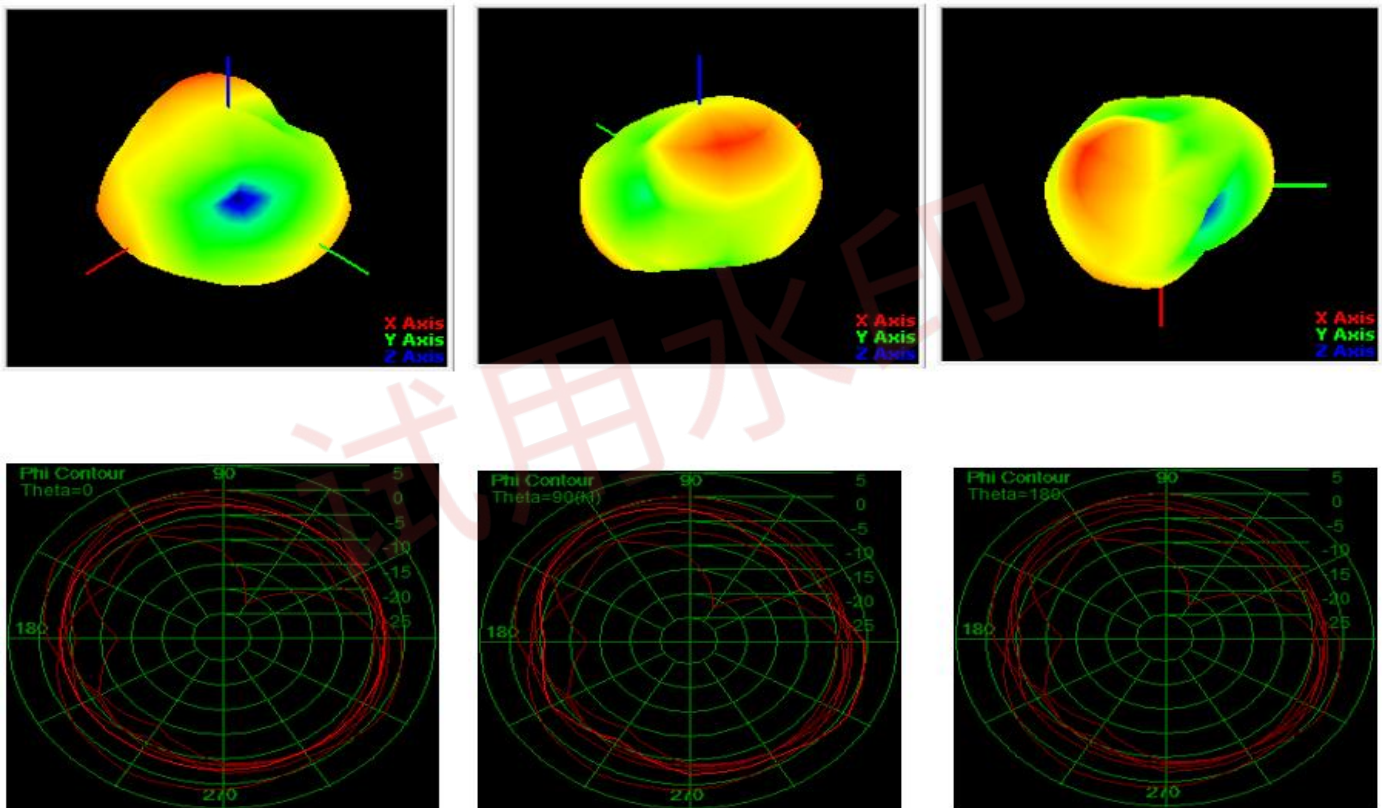 X Axis
Y Axis
Z Axis
X Axis
Y Axis
Z Axis
X Axis
Y Axis
Z Axis
试用水印
Phi Contour
Theta=0
90
180
270
5
0
-5
-10
-15
-20
-25
Phi Contour
Theta=90(H)
90
180
270
5
0
-5
-10
-15
-20
-25
Phi Contour
Theta=180
90
180
270
5
0
-5
-10
-15
-20
-25